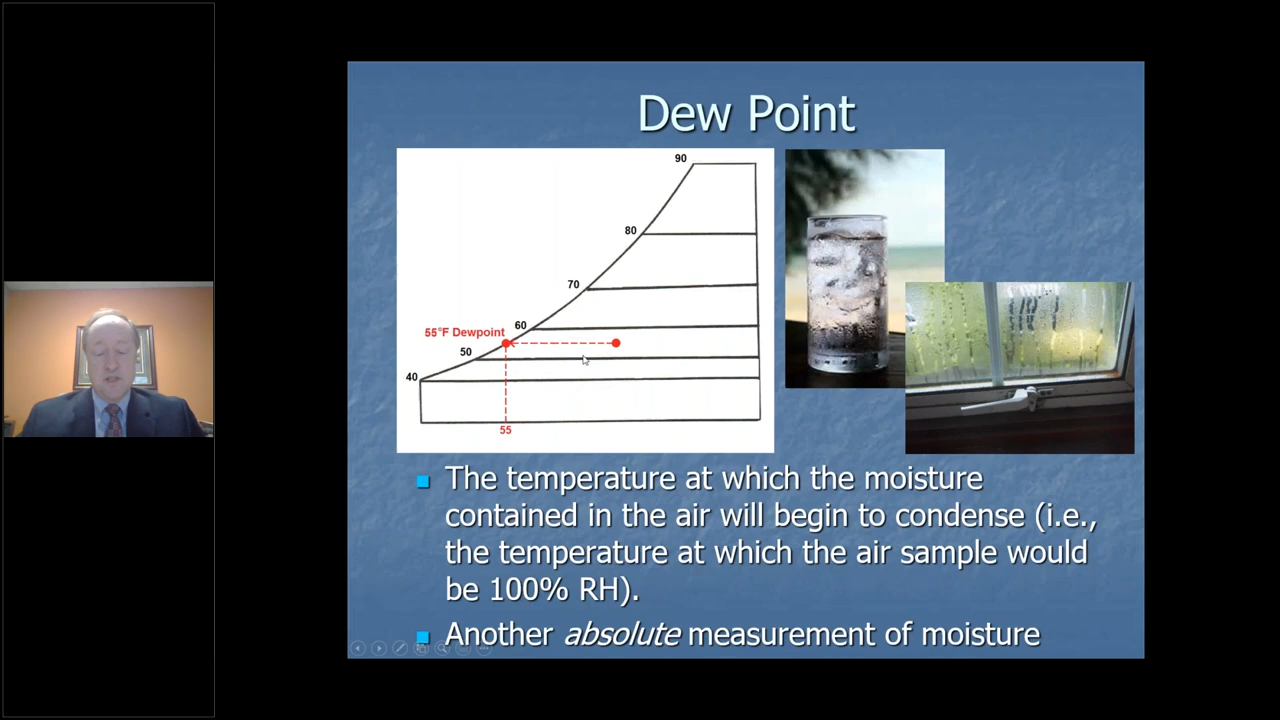 Dew Point
90
80
70
60
55°F Dewpoint
50
40
55
The temperature at which the moisture
contained in the air will begin to condense (i.e.,
the temperature at which the air sample would
be 100% RH).
Another absolute measurement of moisture